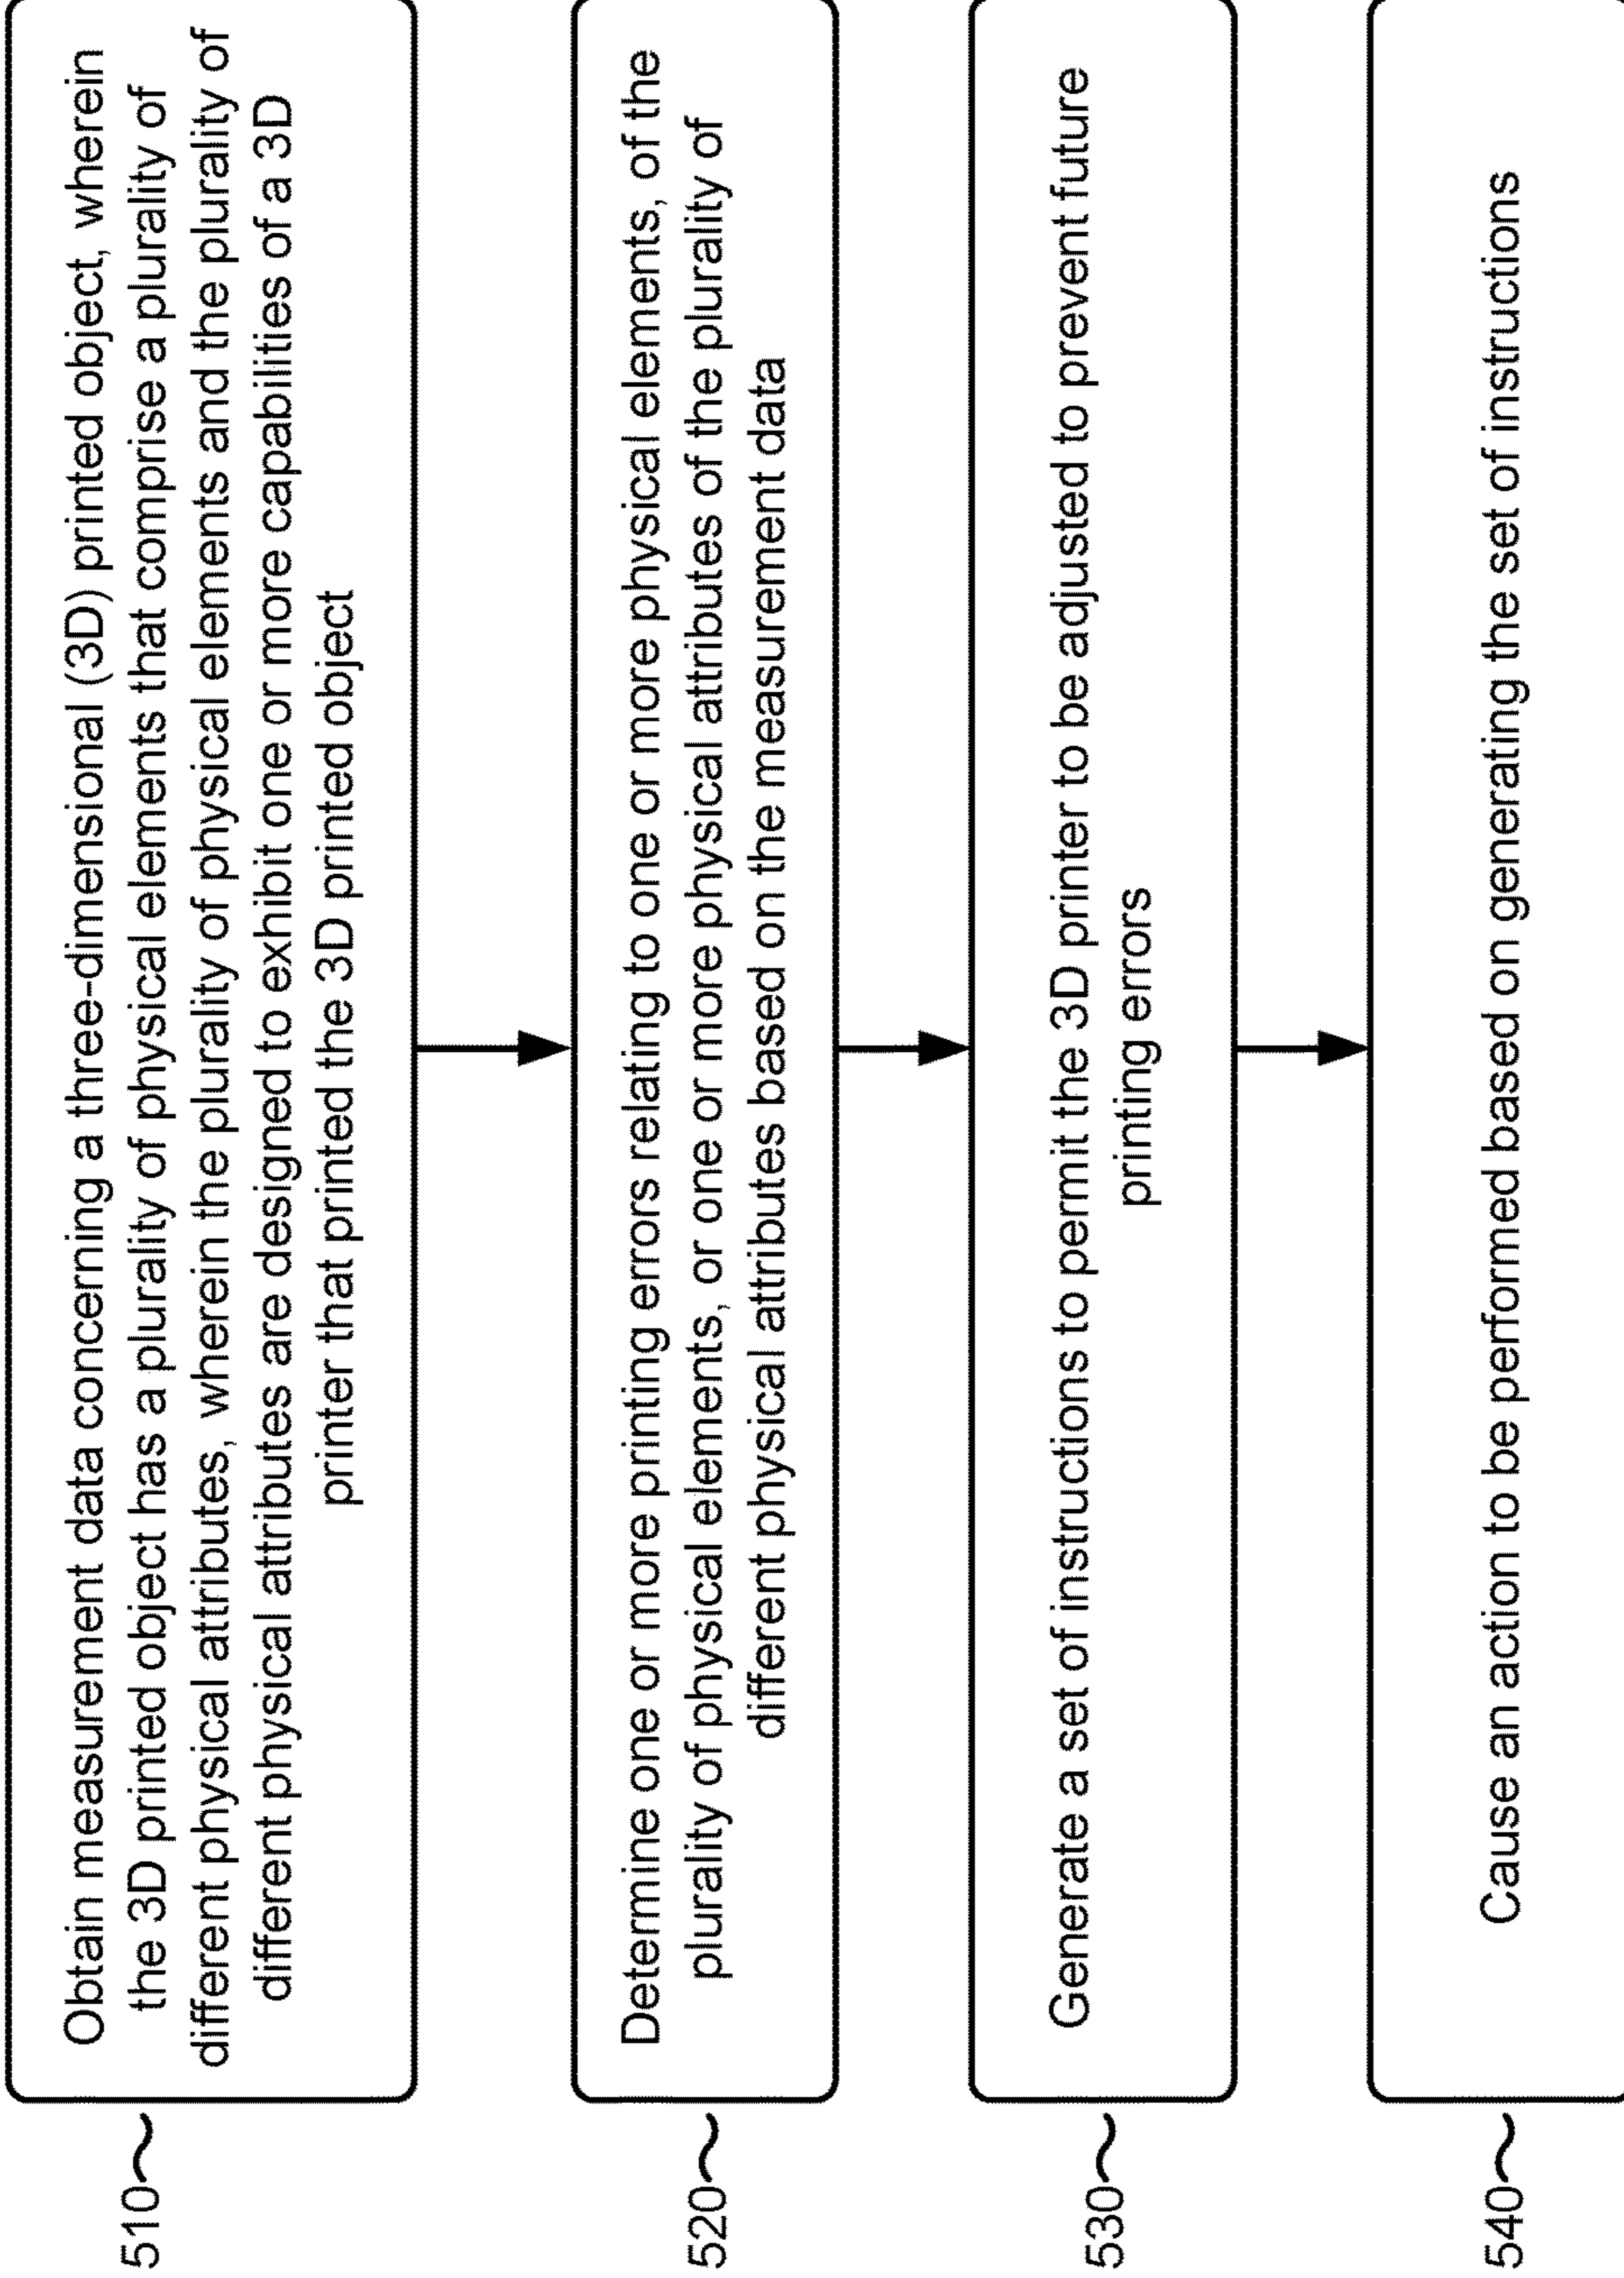 510
Obtain measurement data concerning a three-dimensional (3D) printed object, wherein
the 3D printed object has a plurality of physical elements that comprise a plurality of
different physical attributes, wherein the plurality of physical elements and the plurality of
different physical attributes are designed to exhibit one or more capabilities of a 3D
printer that printed the 3D printed object
520
Determine one or more printing errors relating to one or more physical elements, of the
plurality of physical elements, or one or more physical attributes of the plurality of
different physical attributes based on the measurement data
530
Generate a set of instructions to permit the 3D printer to be adjusted to prevent future
printing errors
540
Cause an action to be performed based on generating the set of instructions